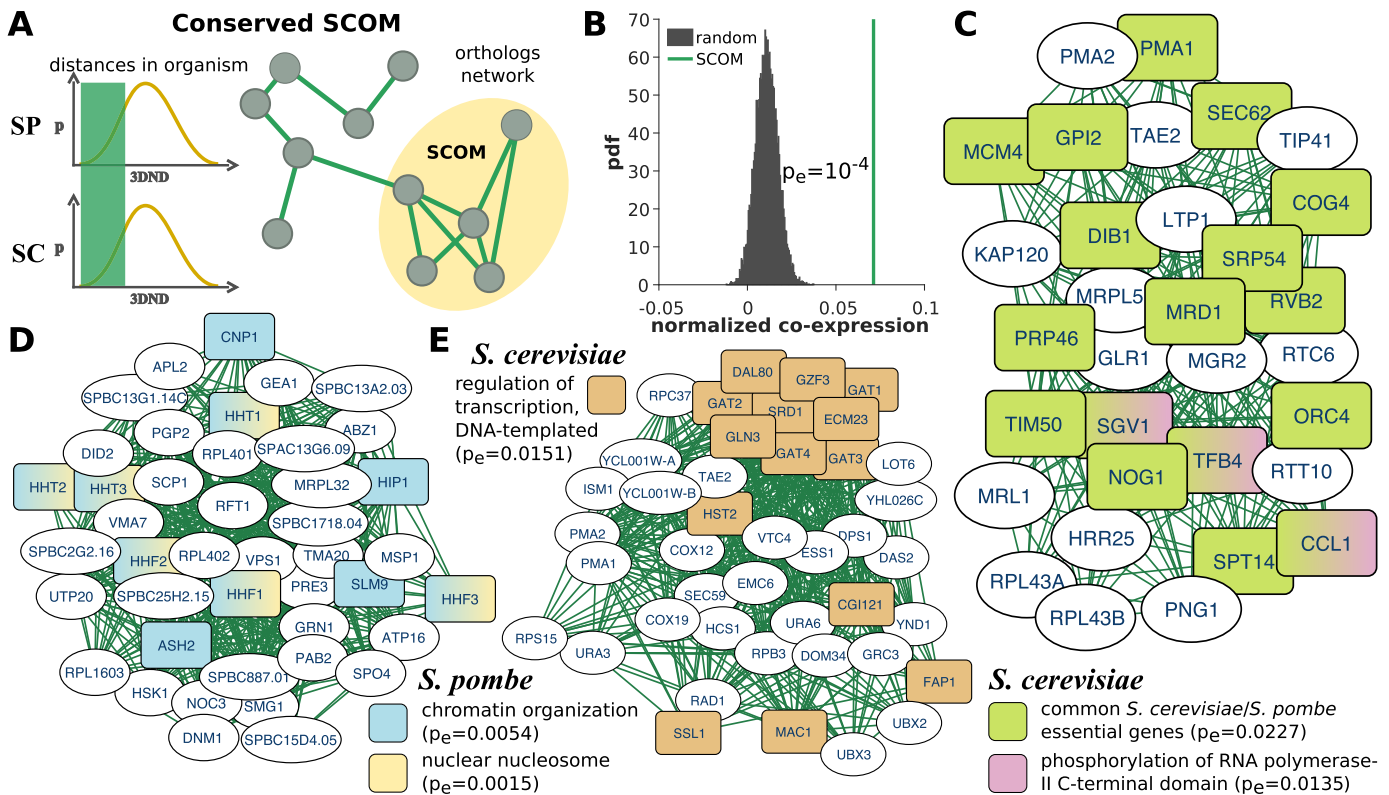 A
Conserved SCOM
distances in organism
SP
p
3DND
SC
p
3DND
orthologs
network
SCOM
B
70
60
50
40
30
20
10
0
pdf
random
SCOM
pe=10-4
-0.05
0
0.05
0.1
normalized co-expression
C
PMA2
PMA1
SEC62
TIP41
MCM4
GPI2
TAE2
COG4
LTP1
DIB1
KAP120
SRP54
MRPL5
MRD1
RVB2
PRP46
GLR1
MGR2
RTC6
TIM50
SGV1
ORC4
NOG1
TFB4
RTT10
MRL1
HRR25
SPT14
CCL1
RPL43A
RPL43B
PNG1
S. cerevisiae
common S. cerevisiae/S. pombe
essential genes (pe=0.0227)
phosphorylation of RNA polymerase-
II C-terminal domain (pe=0.0135)
D
CNP1
APL2
GEA1
SPBC13A2.03
SPBC13G1.14C
HHT1
PGP2
ABZ1
DID2
RPL401
SPAC13G6.09
HHT2
HHT3
SCP1
MRPL32
HIP1
RFT1
VMA7
SPBC1718.04
SPBC2G2.16
HHF2
RPL402
VPS1
TMA20
MSP1
PRE3
SLM9
UTP20
SPBC25H2.15
HHF1
HHF3
GRN1
ATP16
ASH2
PAB2
RPL1603
SPBC887.01
SPO4
HSK1
NOC3
SMG1
DNM1
SPBC15D4.05
S. pombe
chromatin organization
(pe=0.0054)
nuclear nucleosome
(pe=0.0015)
E
S. cerevisiae
regulation of
transcription,
DNA-templated
(pe=0.0151)
DAL80
GZF3
GAT1
RPC37
GAT2
SRD1
ECM23
GLN3
GAT4
GAT3
LOT6
YCL001W-A
TAE2
ISM1
YCL001W-B
YHL026C
HST2
PMA2
VTC4
DPS1
COX12
ESS1
DAS2
PMA1
EMC6
SEC59
CGI121
COX19
HCS1
URA6
YND1
RPS15
URA3
RPB3
DOM34
GRC3
FAP1
RAD1
SSL1
MAC1
UBX2
UBX3